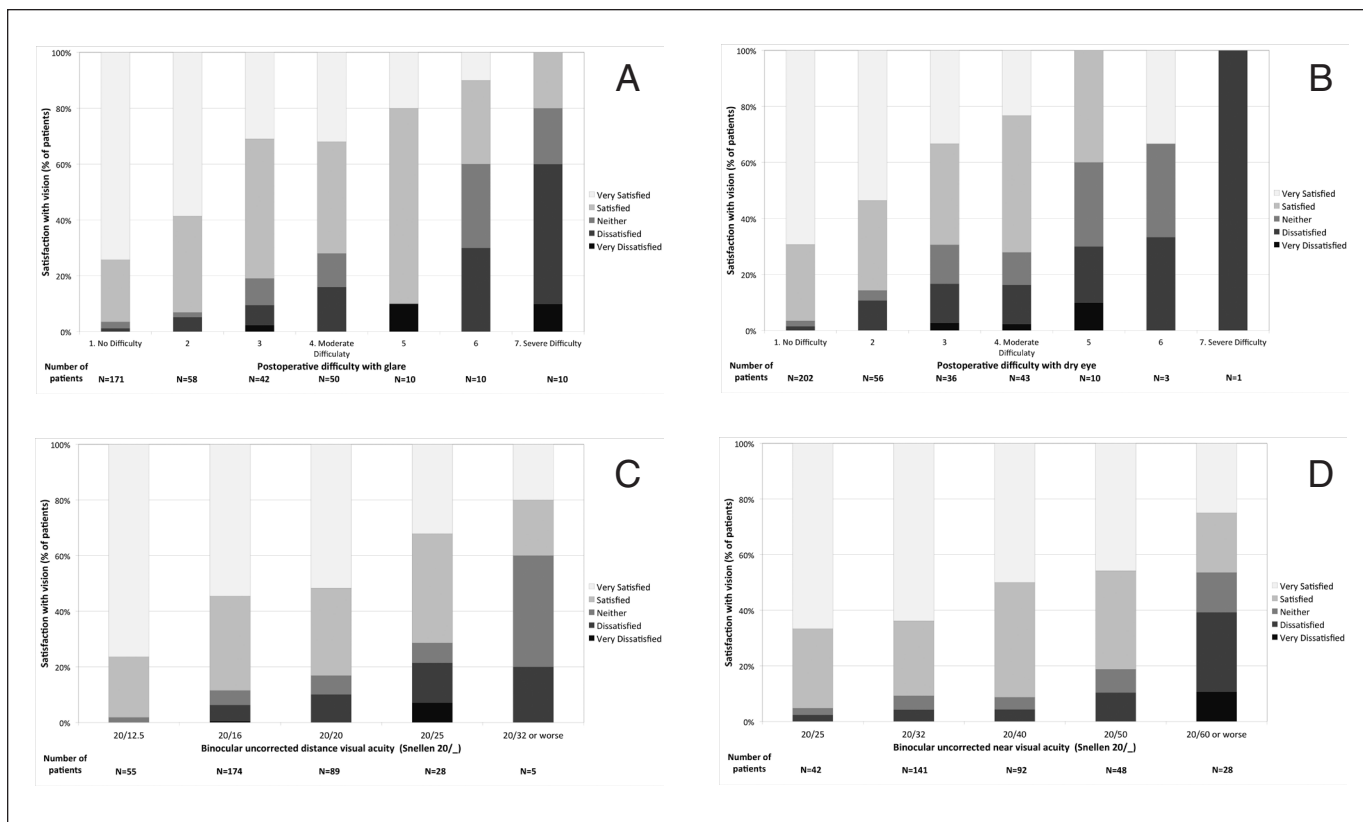 A
Satisfaction with vision (% of patients)
100%
80%
60%
40%
20%
0%
Very Satisfied
Satisfied
Neither
Dissatisfied
Very Dissatisfied
1. No Difficulty 2 3 4. Moderate Difficulaty 5 6 7. Severe Difficulty
Postoperative difficulty with glare
Number of patients N=171 N=58 N=42 N=50 N=10 N=10 N=10
B
Satisfaction with vision (% of patients)
100%
80%
60%
40%
20%
0%
Very Satisfied
Satisfied
Neither
Dissatisfied
Very Dissatisfied
1. No Difficulty 2 3 4. Moderate Difficulaty 5 6 7. Severe Difficulty
Postoperative difficulty with dry eye
Number of patients N=202 N=56 N=36 N=43 N=10 N=3 N=1
C
Satisfaction with vision (% of patients)
100%
80%
60%
40%
20%
0%
Very Satisfied
Satisfied
Neither
Dissatisfied
Very Dissatisfied
20/12.5 20/16 20/20 20/25 20/32 or worse
Binocular uncorrected distance visual acuity (Snellen 20/_)
Number of patients N=55 N=174 N=89 N=28 N=5
D
Satisfaction with vision (% of patients)
100%
80%
60%
40%
20%
0%
Very Satisfied
Satisfied
Neither
Dissatisfied
Very Dissatisfied
20/25 20/32 20/40 20/50 20/60 or worse
Binocular uncorrected near visual acuity (Snellen 20/_)
Number of patients N=42 N=141 N=92 N=48 N=28